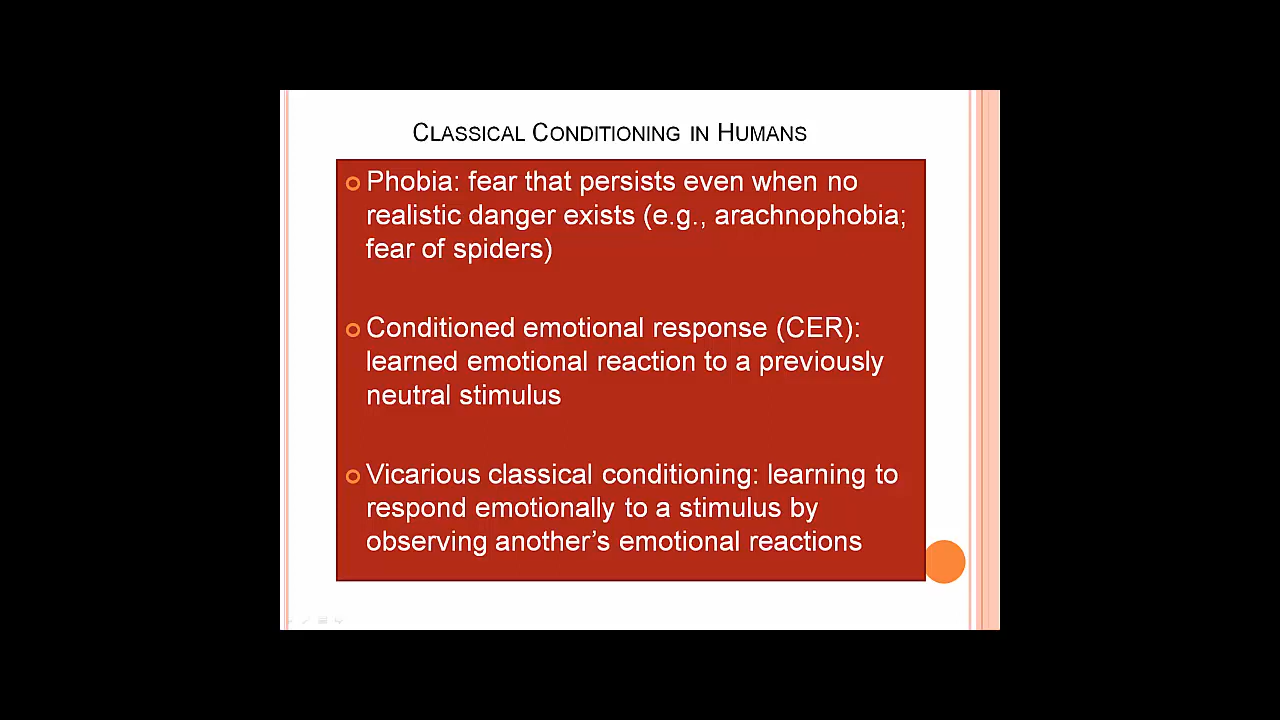 CLASSICAL CONDITIONING IN HUMANS
Phobia: fear that persists even when no
realistic danger exists (e.g., arachnophobia;
fear of spiders)
Conditioned emotional response (CER):
learned emotional reaction to a previously
neutral stimulus
Vicarious classical conditioning: learning to
respond emotionally to a stimulus by
observing another’s emotional reactions